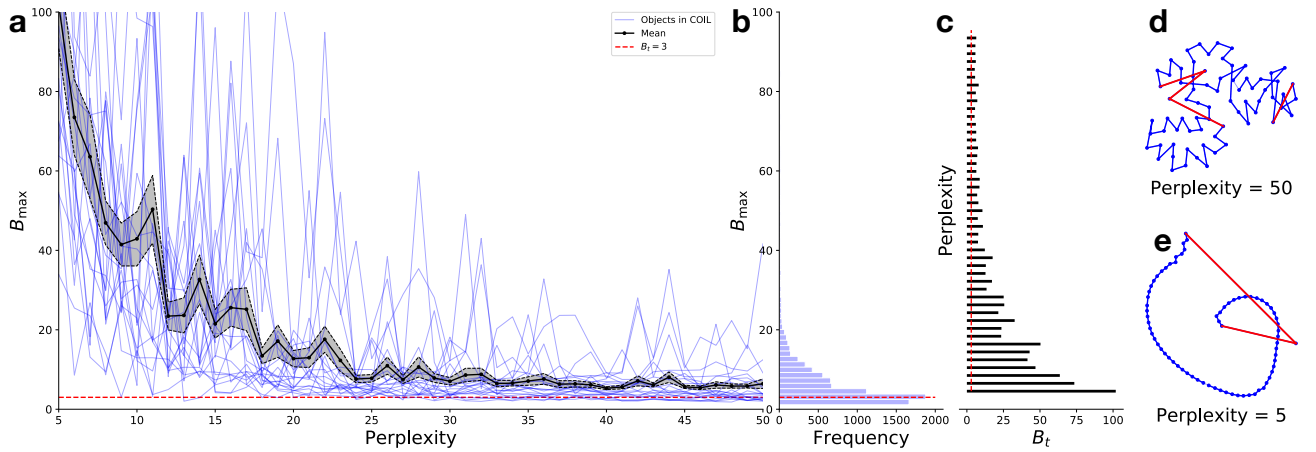 a
B_max
100
80
60
40
20
0
5
10
15
20
25
30
35
40
45
50
Perplexity
Objects in COIL
Mean
B_t = 3
b
B_max
100
80
60
40
20
0
0
500
1000
1500
2000
Frequency
c
Perplexity
0
25
50
75
100
B_t
d
Perplexity = 50
e
Perplexity = 5